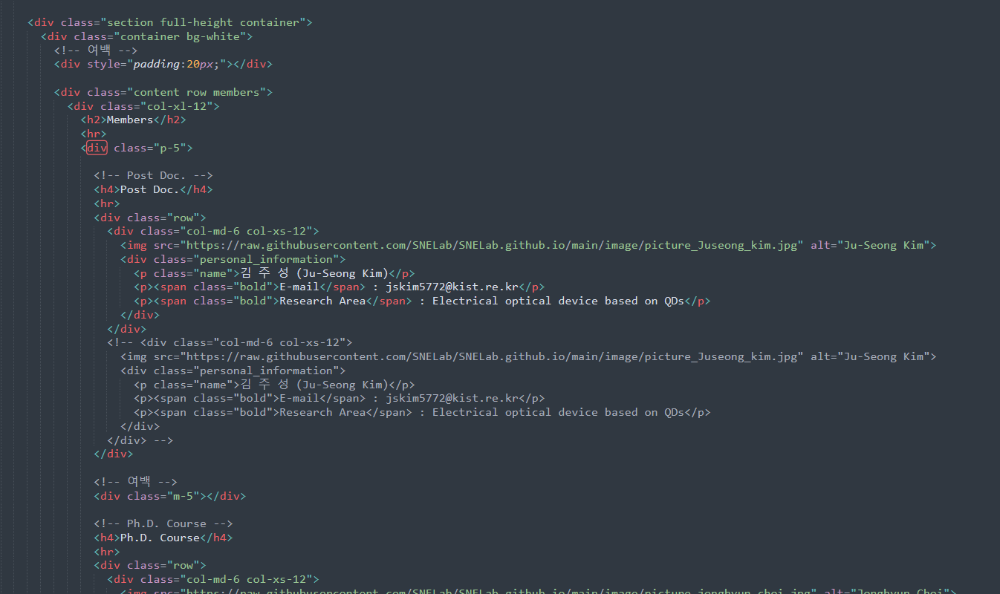 <div class="section full-height container">
<div class="container bg-white">
<!-- 여백 -->
<div style="padding:20px;"></div>
<div class="content row members">
<div class="col-xl-12">
<h2>Members</h2>
<hr>
<div class="p-5">
<!-- Post Doc. -->
<h4>Post Doc.</h4>
<hr>
<div class="row">
<div class="col-md-6 col-xs-12">
<img src="https://raw.githubusercontent.com/SNELab/SNELab.github.io/main/image/picture_Juseong_kim.jpg" alt="Ju-Seong Kim">
<div class="personal_information">
<p class="name">김 주 성 (Ju-Seong Kim)</p>
<p><span class="bold">E-mail</span> : jskim5772@kist.re.kr</p>
<p><span class="bold">Research Area</span> : Electrical optical device based on QDs</p>
</div>
</div>
<!-- <div class="col-md-6 col-xs-12">
<img src="https://raw.githubusercontent.com/SNELab/SNELab.github.io/main/image/picture_Juseong_kim.jpg" alt="Ju-Seong Kim">
<div class="personal_information">
<p class="name">김 주 성 (Ju-Seong Kim)</p>
<p><span class="bold">E-mail</span> : jskim5772@kist.re.kr</p>
<p><span class="bold">Research Area</span> : Electrical optical device based on QDs</p>
</div>
</div> -->
</div>
<!-- 여백 -->
<div class="m-5"></div>
<!-- Ph.D. Course -->
<h4>Ph.D. Course</h4>
<hr>
<div class="row">
<div class="col-md-6 col-xs-12">
<img src="https://raw.githubusercontent.com/SNELab/SNELab.github.io/main/image/picture_jonghyun_choi.jpg" alt="Jonghyun Choi">